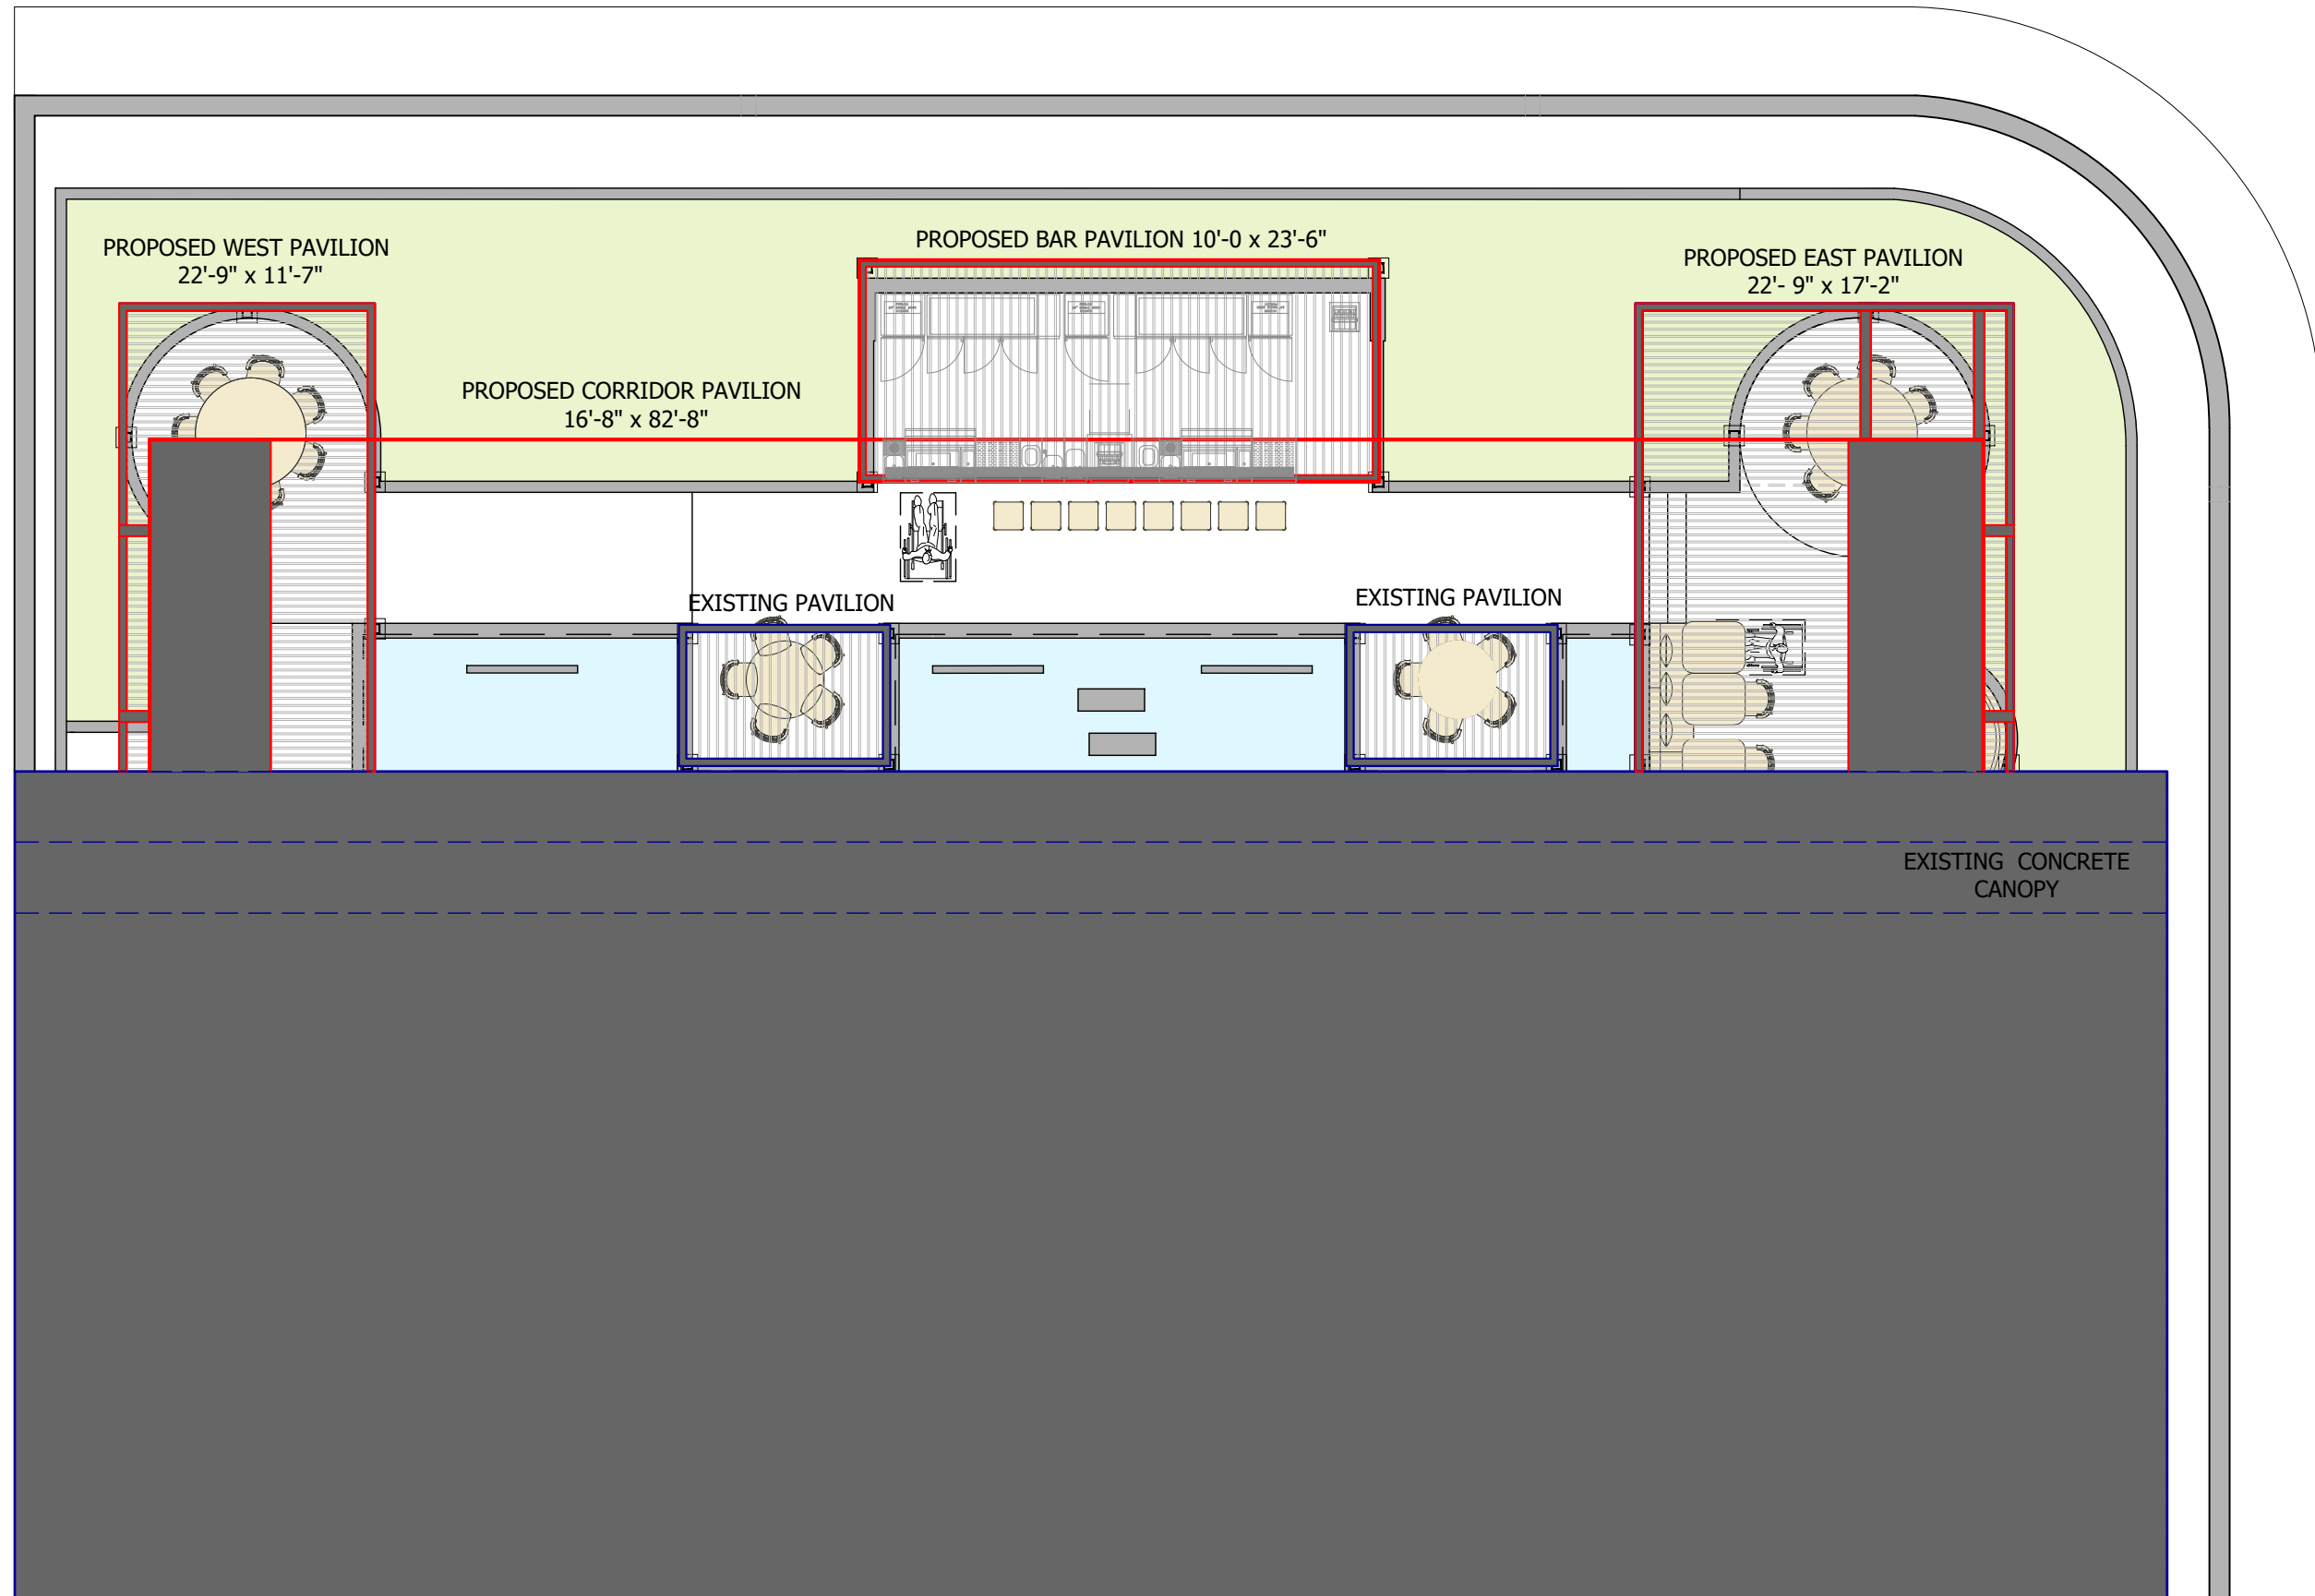 PROPOSED BAR PAVILION 10'-0 x 23'-6"
PROPOSED WEST PAVILION
22'-9" x 11'-7"
PROPOSED EAST PAVILION
22'- 9" x 17'-2"
PROPOSED CORRIDOR PAVILION
16'-8" x 82'-8"
EXISTING PAVILION
EXISTING PAVILION
EXISTING CONCRETE
CANOPY